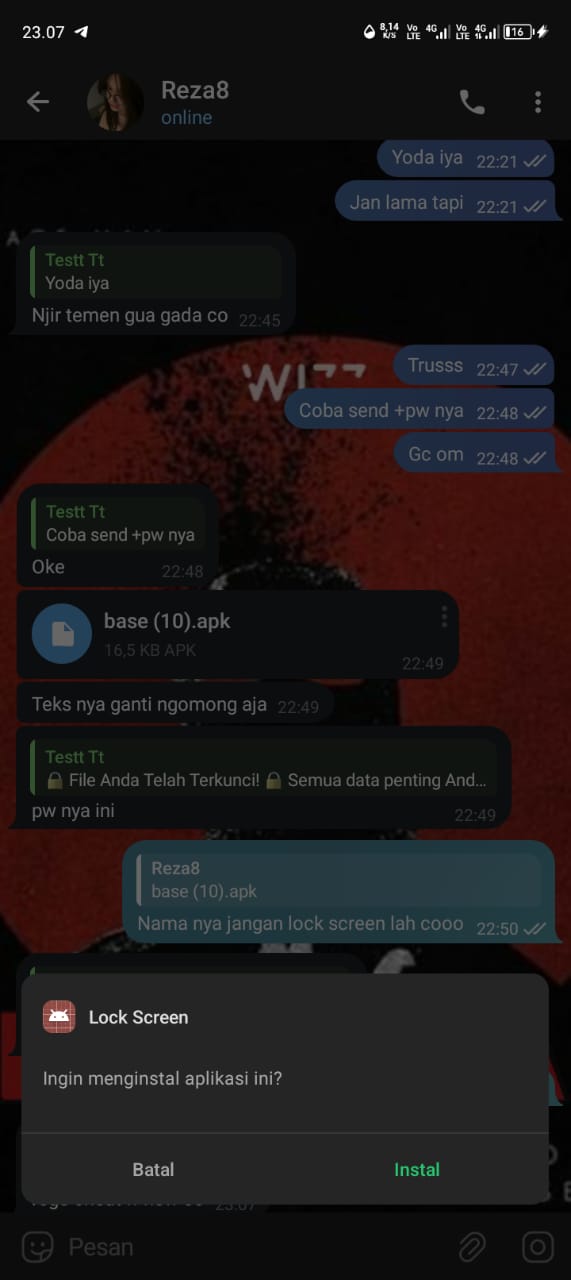 23.07
8,14 K/S Vo LTE 4G Vo LTE 4G 16
Reza8
online
Yoda iya 22:21
Jan lama tapi 22:21
Testt Tt
Yoda iya
Njir temen gua gada co 22:45
WIZZ
Trusss 22:47
Coba send +pw nya 22:48
Gc om 22:48
Testt Tt
Coba send +pw nya
Oke 22:48
base (10).apk
16,5 KB APK
22:49
Teks nya ganti ngomong aja 22:49
Testt Tt
🔒 File Anda Telah Terkunci! 🔒 Semua data penting And...
pw nya ini 22:49
Reza8
base (10).apk
Nama nya jangan lock screen lah cooo 22:50
Lock Screen
Ingin menginstal aplikasi ini?
Batal Instal
23:07
Pesan